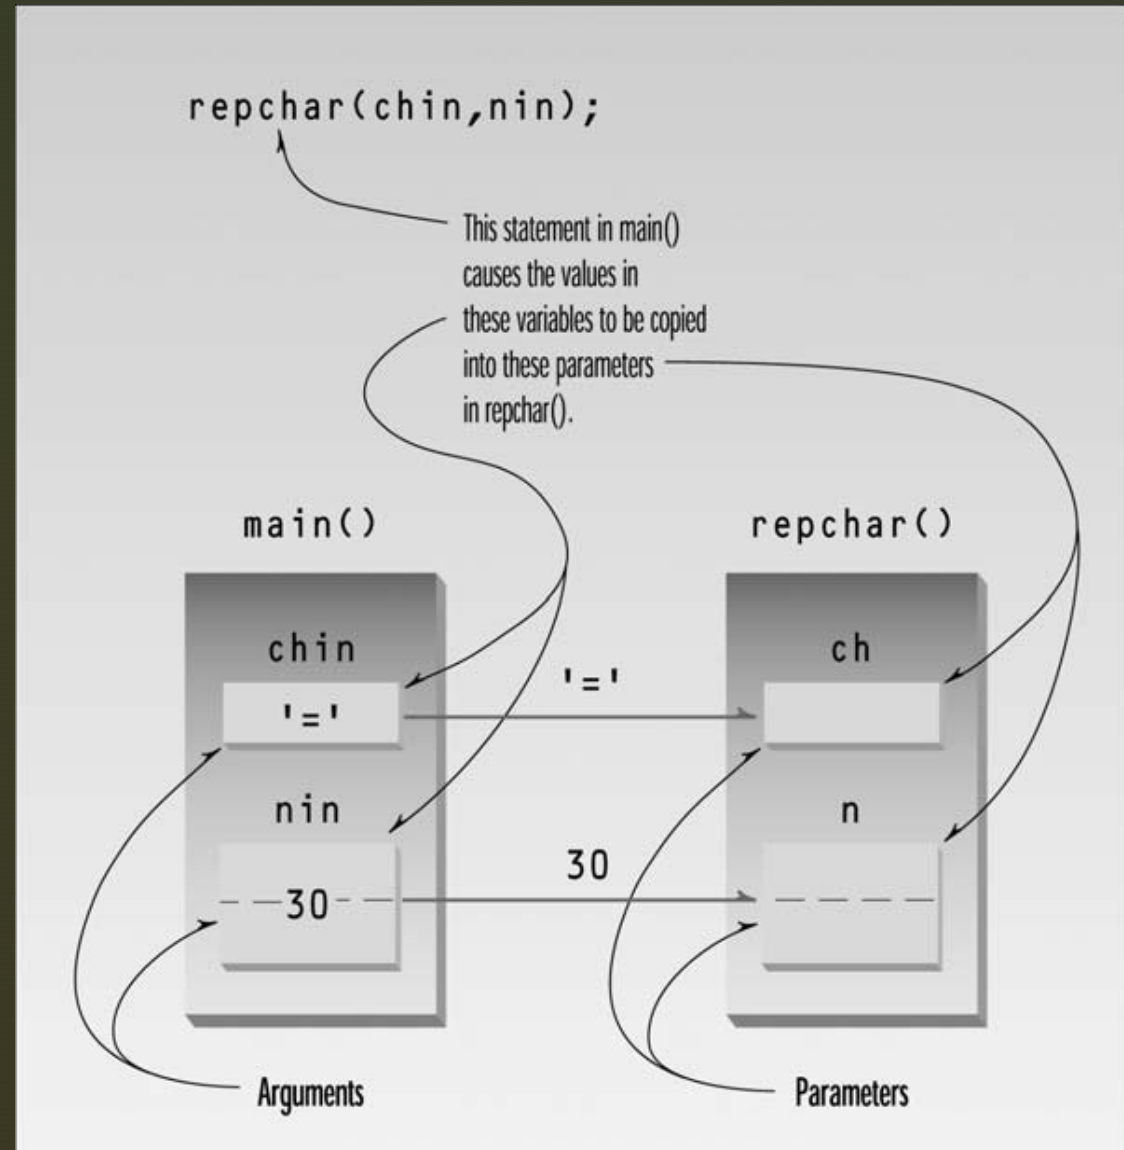 repchar(chin,nin);
This statement in main()
causes the values in
these variables to be copied
into these parameters
in repchar().
main()
repchar()
chin
ch
'='
'='
nin
n
30
30
Arguments
Parameters